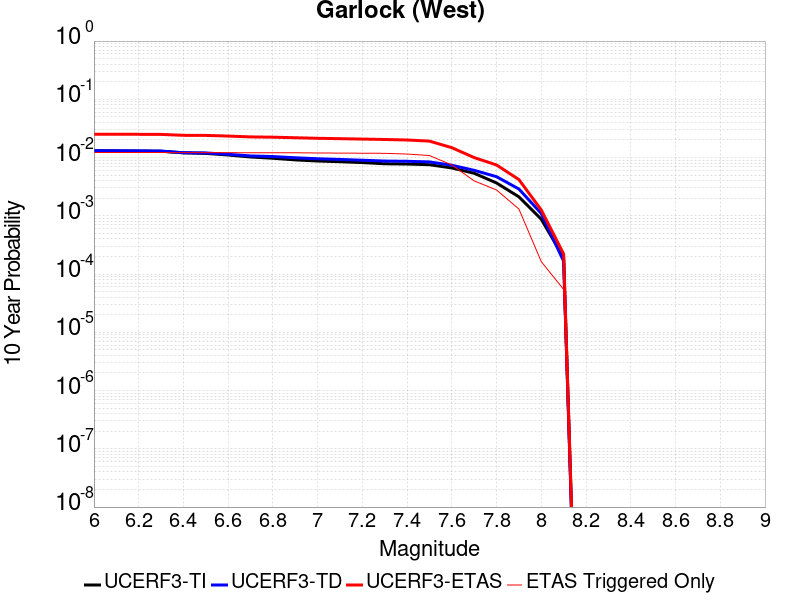 Garlock (West)
10 0
10 -1
10 -2
10 -3
10 -4
10 -5
10 -6
10 -7
10 -8
10 Year Probability
6 6.2 6.4 6.6 6.8 7 7.2 7.4 7.6 7.8 8 8.2 8.4 8.6 8.8 9
Magnitude
UCERF3-TI UCERF3-TD UCERF3-ETAS ETAS Triggered Only